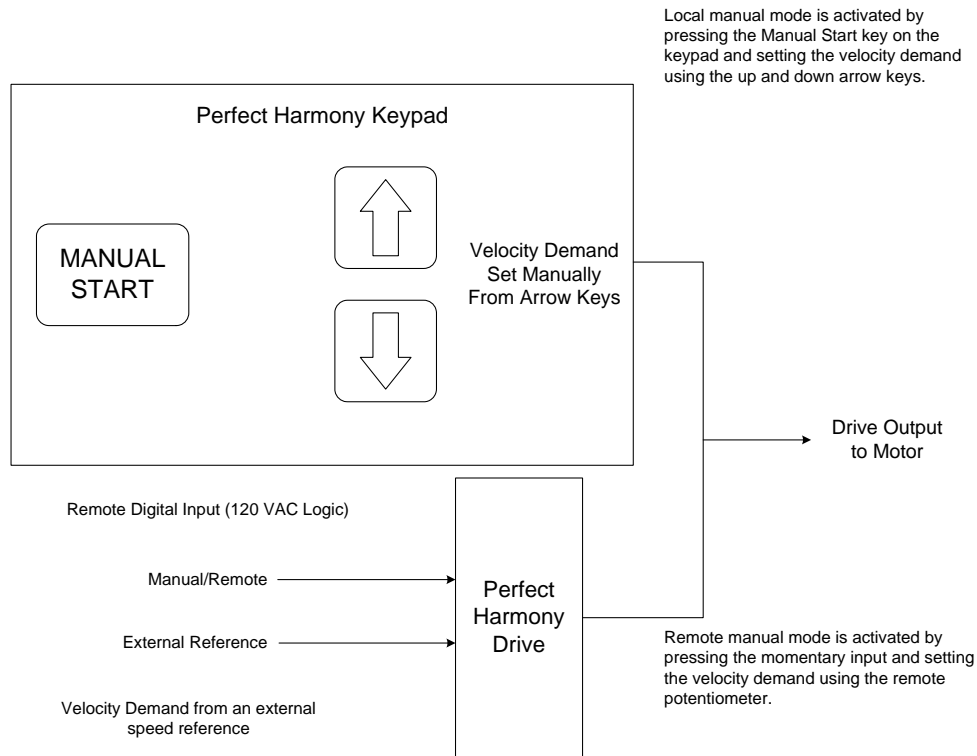 Local manual mode is activated by
pressing the Manual Start key on the
keypad and setting the velocity demand
using the up and down arrow keys.
Perfect Harmony Keypad
MANUAL
START
Velocity Demand
Set Manually
From Arrow Keys
Drive Output
to Motor
Remote Digital Input (120 VAC Logic)
Manual/Remote
External Reference
Perfect
Harmony
Drive
Velocity Demand from an external
speed reference
Remote manual mode is activated by
pressing the momentary input and setting
the velocity demand using the remote
potentiometer.